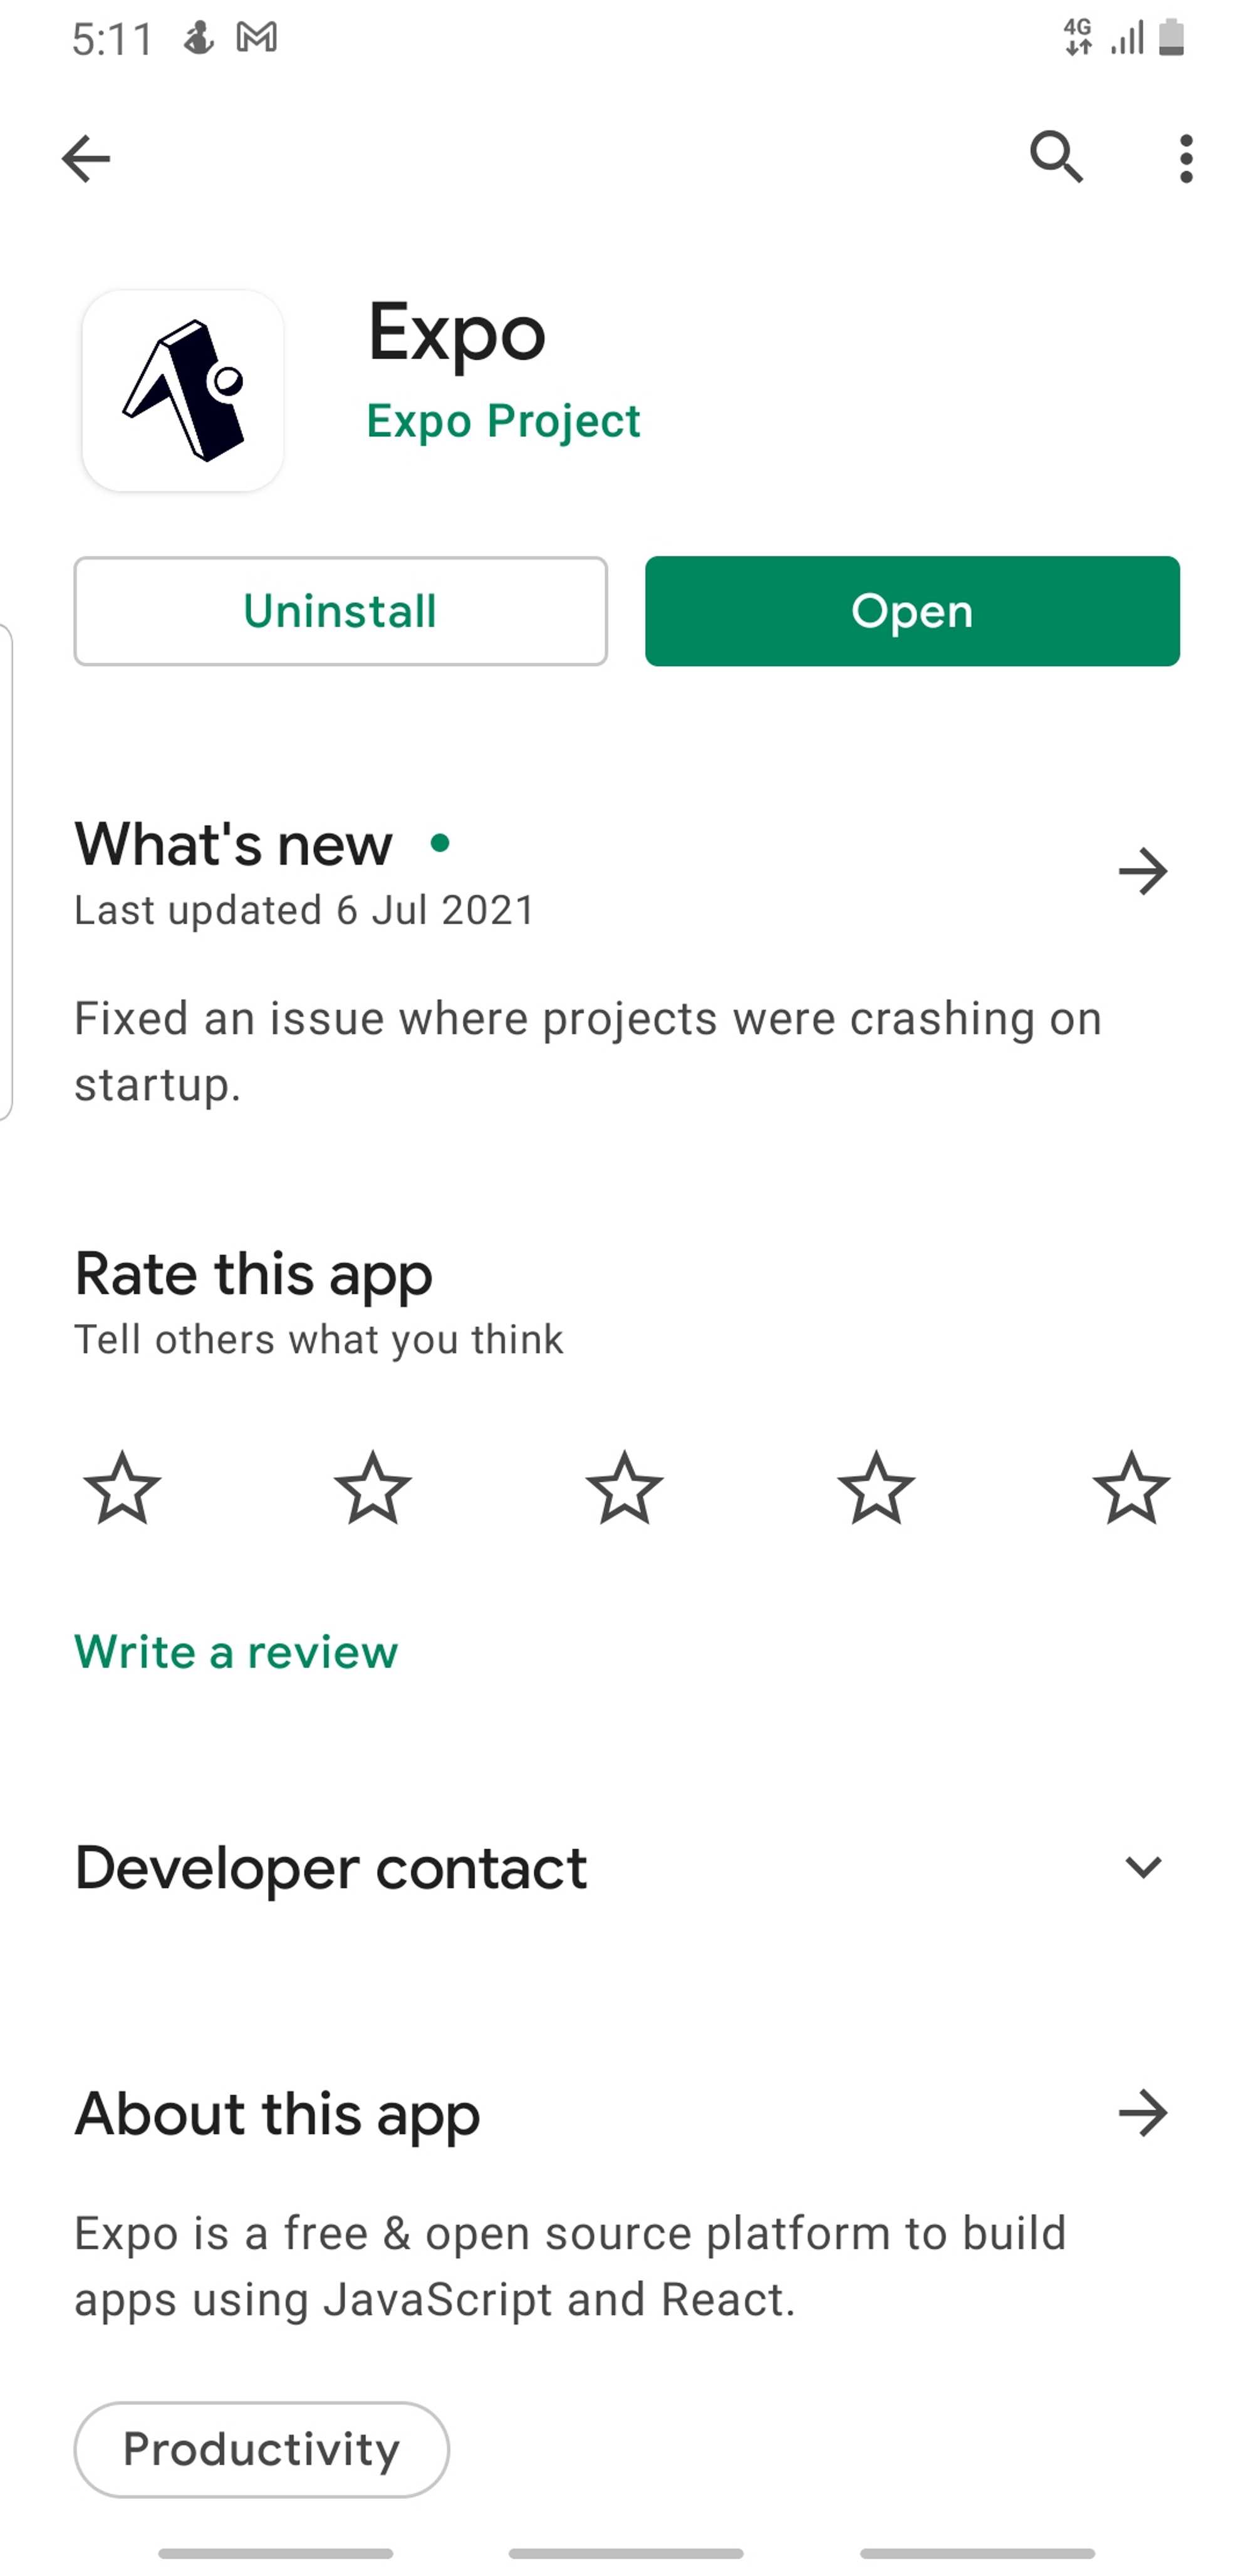 5:11
4G
Expo
Expo Project
Uninstall
Open
What's new
Last updated 6 Jul 2021
Fixed an issue where projects were crashing on
startup.
Rate this app
Tell others what you think
Write a review
Developer contact
About this app
Expo is a free & open source platform to build
apps using JavaScript and React.
Productivity